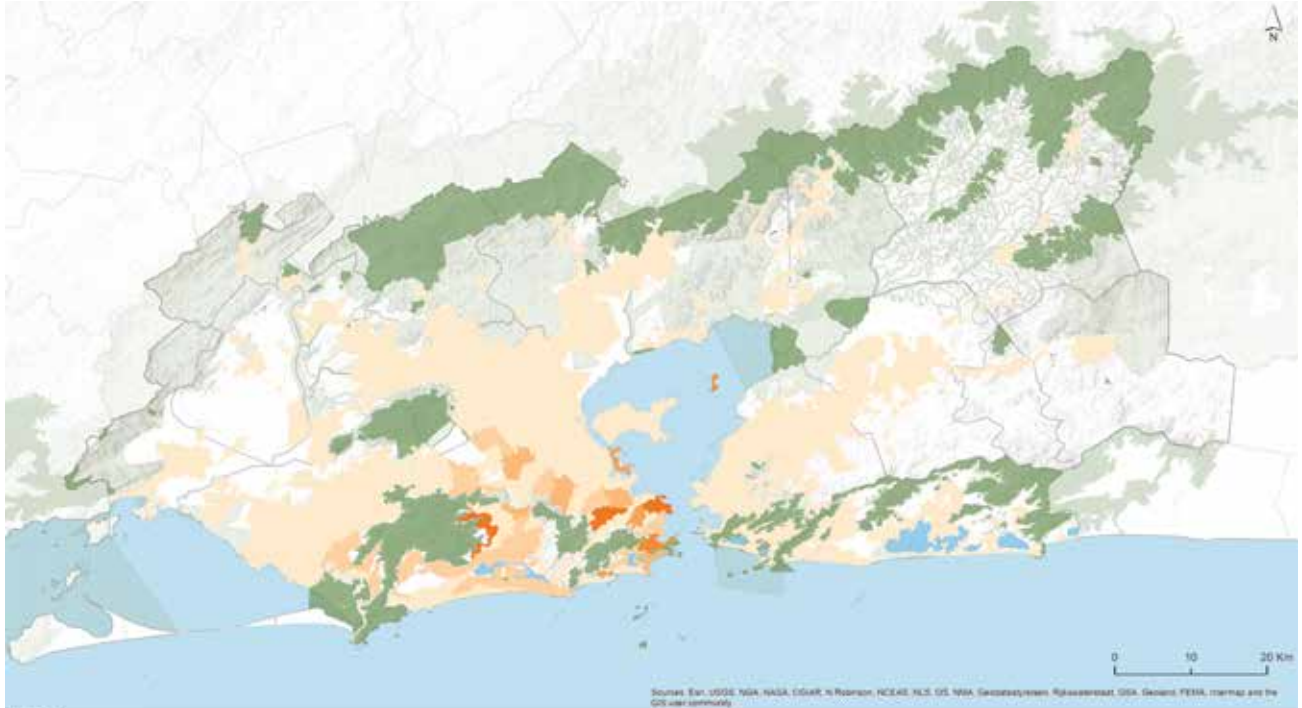 N
0 10 20 Km
Sources: Esri, USGS, NGA, NASA, CGIAR, N Robinson, NCEAS, NLS, OS, NMA, Geodatastyrelsen, Rijkswaterstaat, GSA, Geoland, FEMA, Intermap and the
GIS user community